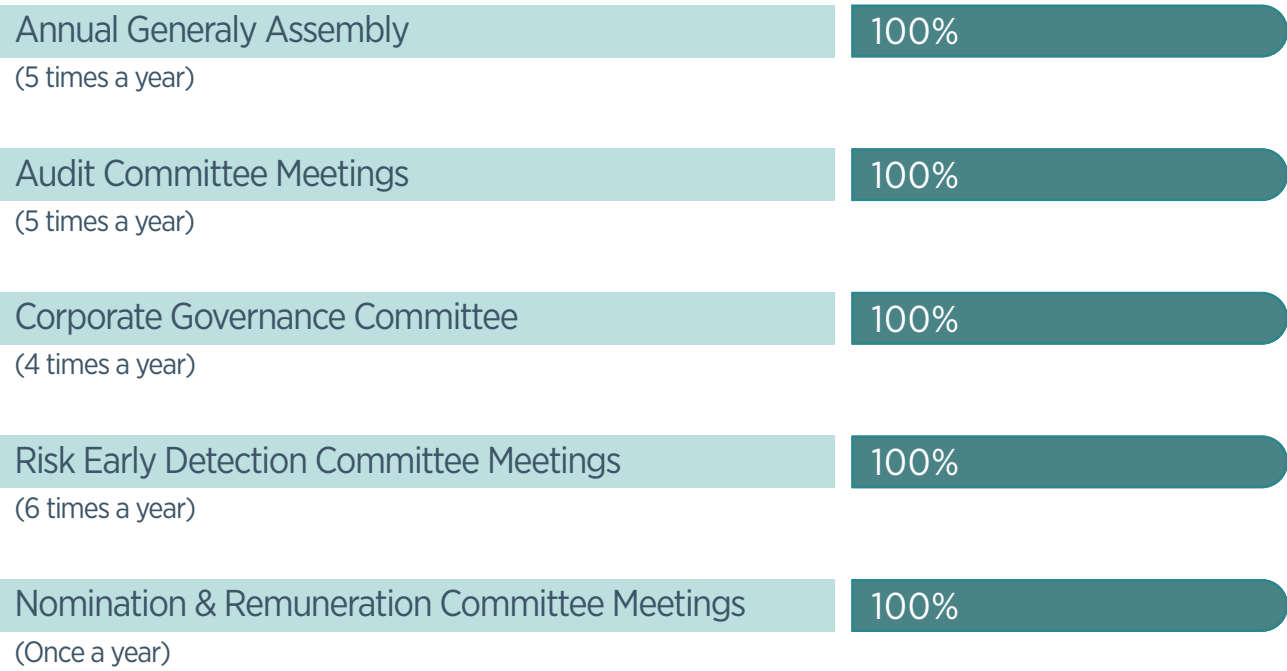 Annual Generaly Assembly 100%
(5 times a year)
Audit Committee Meetings 100%
(5 times a year)
Corporate Governance Committee 100%
(4 times a year)
Risk Early Detection Committee Meetings 100%
(6 times a year)
Nomination & Remuneration Committee Meetings 100%
(Once a year)